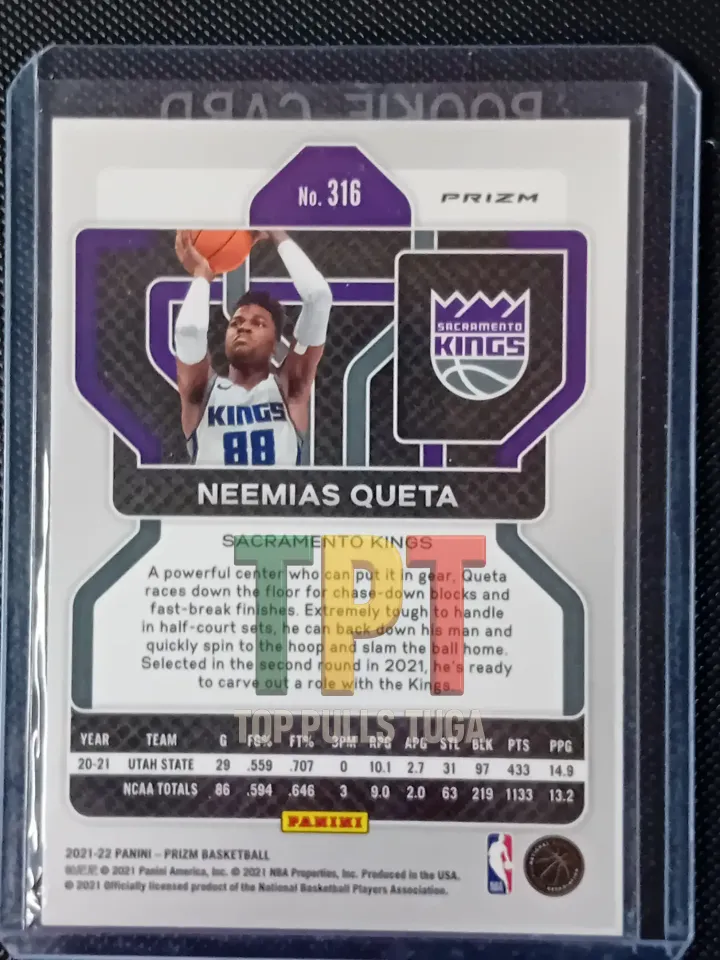 ROOKIE CARD
No. 316
PRIZM
SACRAMENTO
KINGS
KINGS
88
NEEMIAS QUETA
SACRAMENTO KINGS
A powerful center who can put it in gear, Queta
races down the floor for chase-down blocks and
fast-break finishes. Extremely tough to handle
in half-court sets, he can back down his man and
quickly spin to the hoop and slam the ball home.
Selected in the second round in 2021, he's ready
to carve out a role with the Kings.
TPT
TOP PULLS TUGA
YEAR TEAM G FG% FT% 3PM RPG APG STL BLK PTS PPG
20-21 UTAH STATE 29 .559 .707 0 10.1 2.7 31 97 433 14.9
NCAA TOTALS 86 .594 .646 3 9.0 2.0 63 219 1133 13.2
PANINI
2021-22 PANINI – PRIZM BASKETBALL
© 2021 Panini America, Inc. © 2021 NBA Properties, Inc. Produced in the USA.
© 2021 Officially licensed product of the National Basketball Players Association.
NBA